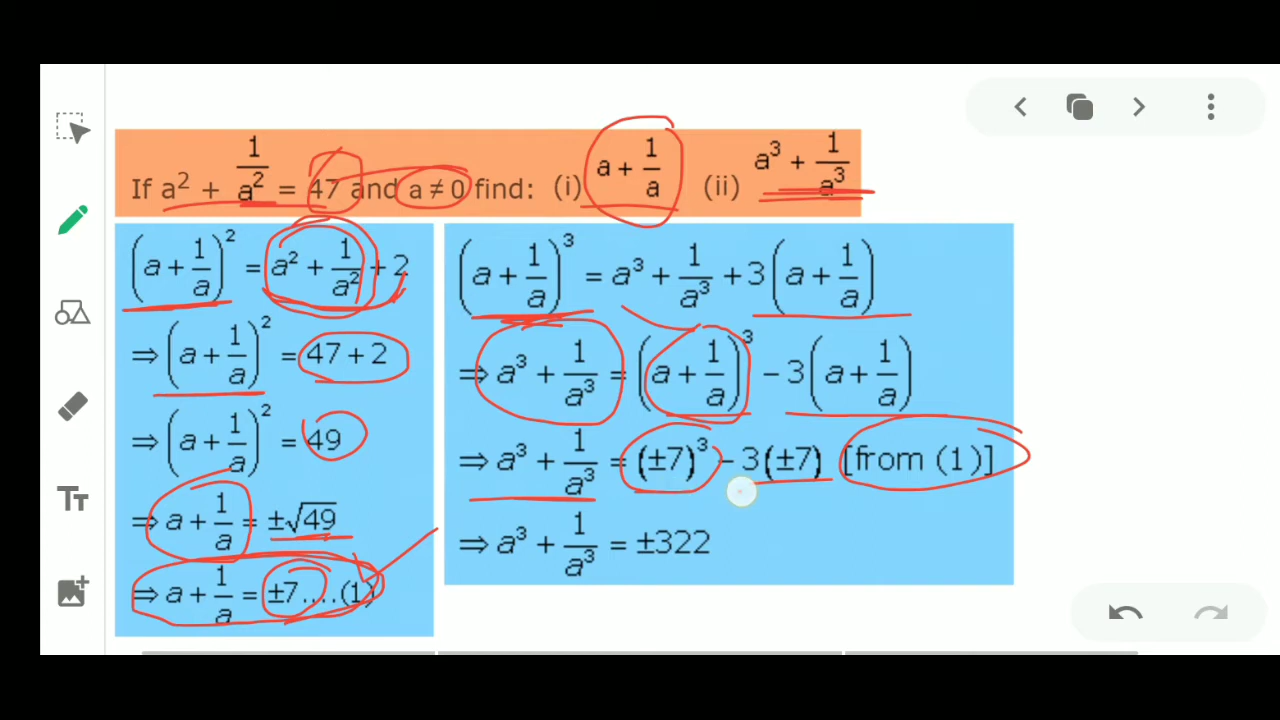 If a² + 1/a² = 47 and a ≠ 0 find: (i) a + 1/a (ii) a³ + 1/a³
(a + 1/a)² = a² + 1/a² + 2
⇒ (a + 1/a)² = 47 + 2
⇒ (a + 1/a)² = 49
⇒ a + 1/a = ±√49
⇒ a + 1/a = ±7....(1)
(a + 1/a)³ = a³ + 1/a³ + 3(a + 1/a)
⇒ a³ + 1/a³ = (a + 1/a)³ − 3(a + 1/a)
⇒ a³ + 1/a³ = (±7)³ − 3(±7) [from (1)]
⇒ a³ + 1/a³ = ±322
TT